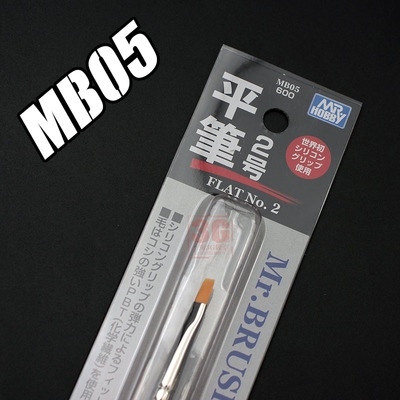 MB05
MB05
600
MR.
HOBBY
平筆
2号
世界初
シリコン
グリップ
使用
FLAT No. 2
■シリコングリップの弾力によるフィッ
■毛はコシの強いPBT(化学繊維)を使用
Mr.BRUSH